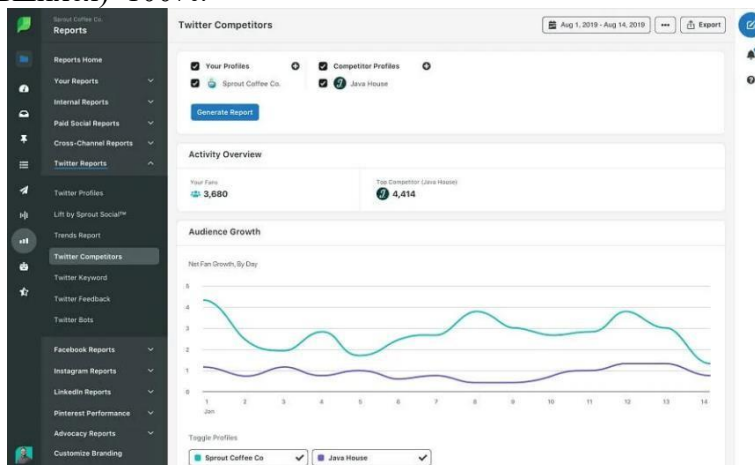 Sprout Coffee Co.
Reports
Reports Home
Your Reports
Internal Reports
Paid Social Reports
Cross-Channel Reports
Twitter Reports
Twitter Profiles
Lift by Sprout Social™
Trends Report
Twitter Competitors
Twitter Keyword
Twitter Feedback
Twitter Bots
Facebook Reports
Instagram Reports
LinkedIn Reports
Pinterest Performance
Advocacy Reports
Customize Branding
Twitter Competitors
Aug 1, 2019 - Aug 14, 2019
Export
Your Profiles
Competitor Profiles
Sprout Coffee Co.
Java House
Generate Report
Activity Overview
Your Fans
Top Competitor (Java House)
3,680
4,414
Audience Growth
Net Fan Growth, By Day
5
4
3
2
1
0
1 2 3 4 5 6 7 8 9 10 11 12 13 14
Jan
Toggle Profiles
Sprout Coffee Co
Java House